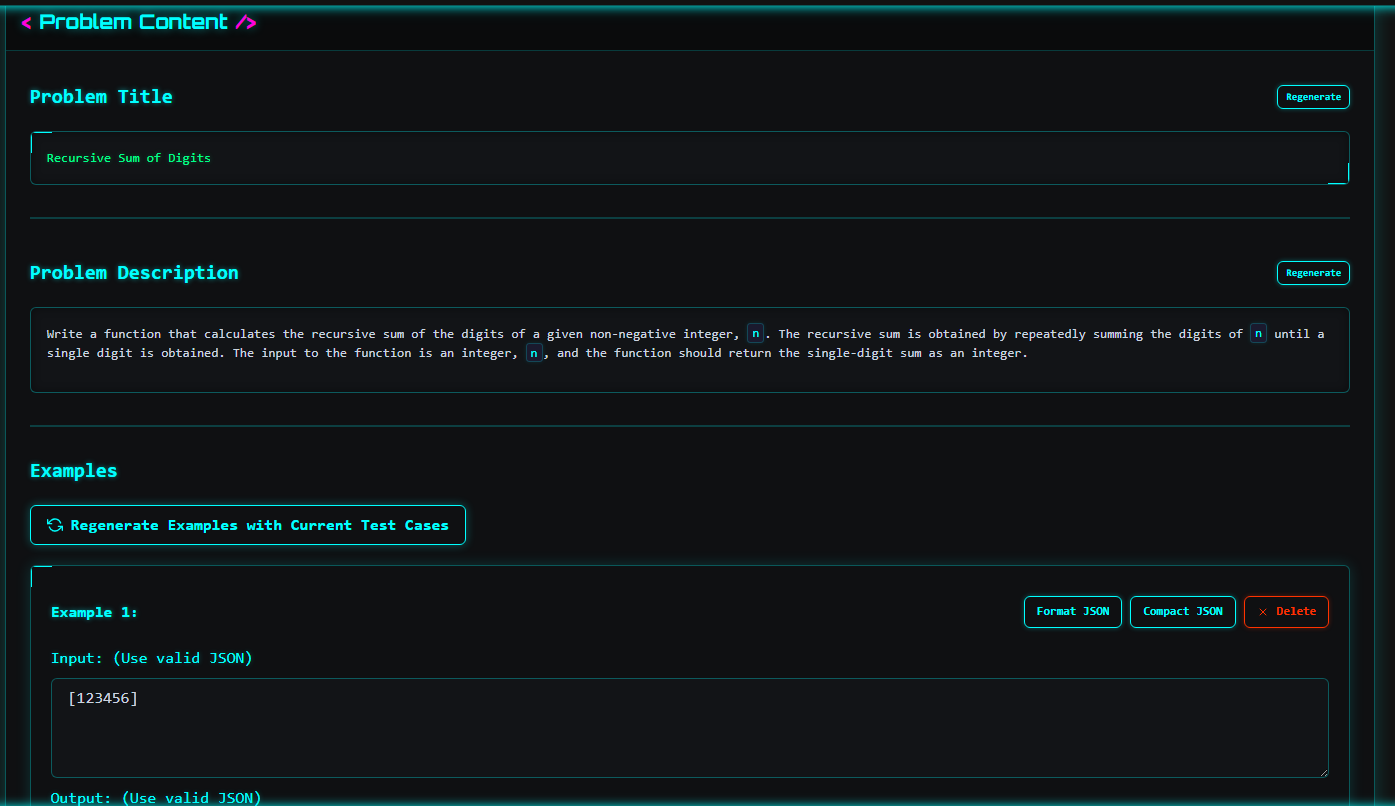 < Problem Content />
Problem Title
Regenerate
Recursive Sum of Digits
Problem Description
Regenerate
Write a function that calculates the recursive sum of the digits of a given non-negative integer, n. The recursive sum is obtained by repeatedly summing the digits of n until a
single digit is obtained. The input to the function is an integer, n, and the function should return the single-digit sum as an integer.
Examples
Regenerate Examples with Current Test Cases
Example 1:
Format JSON
Compact JSON
× Delete
Input: (Use valid JSON)
[123456]
Output: (Use valid JSON)